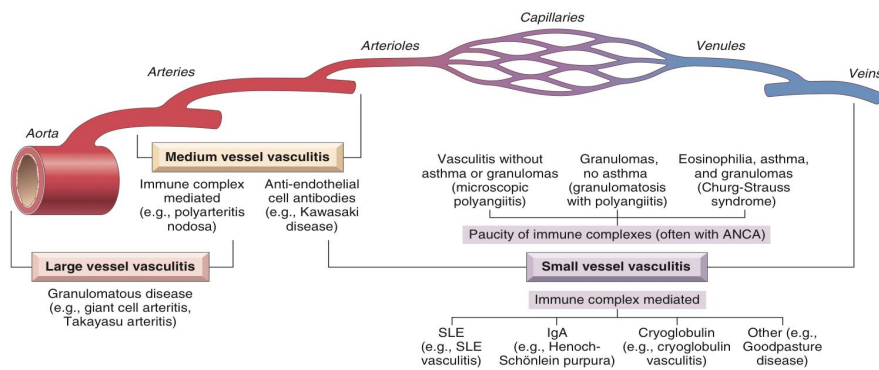 Capillaries
Arterioles
Venules
Arteries
Veins
Aorta
Medium vessel vasculitis
Immune complex
mediated
(e.g., polyarteritis
nodosa)
Anti-endothelial
cell antibodies
(e.g., Kawasaki
disease)
Vasculitis without
asthma or granulomas
(microscopic
polyangiitis)
Granulomas,
no asthma
(granulomatosis
with polyangiitis)
Eosinophilia, asthma,
and granulomas
(Churg-Strauss
syndrome)
Paucity of immune complexes (often with ANCA)
Large vessel vasculitis
Small vessel vasculitis
Granulomatous disease
(e.g., giant cell arteritis,
Takayasu arteritis)
Immune complex mediated
SLE
(e.g., SLE
vasculitis)
IgA
(e.g., Henoch-
Schönlein purpura)
Cryoglobulin
(e.g., cryoglobulin
vasculitis)
Other (e.g.,
Goodpasture
disease)